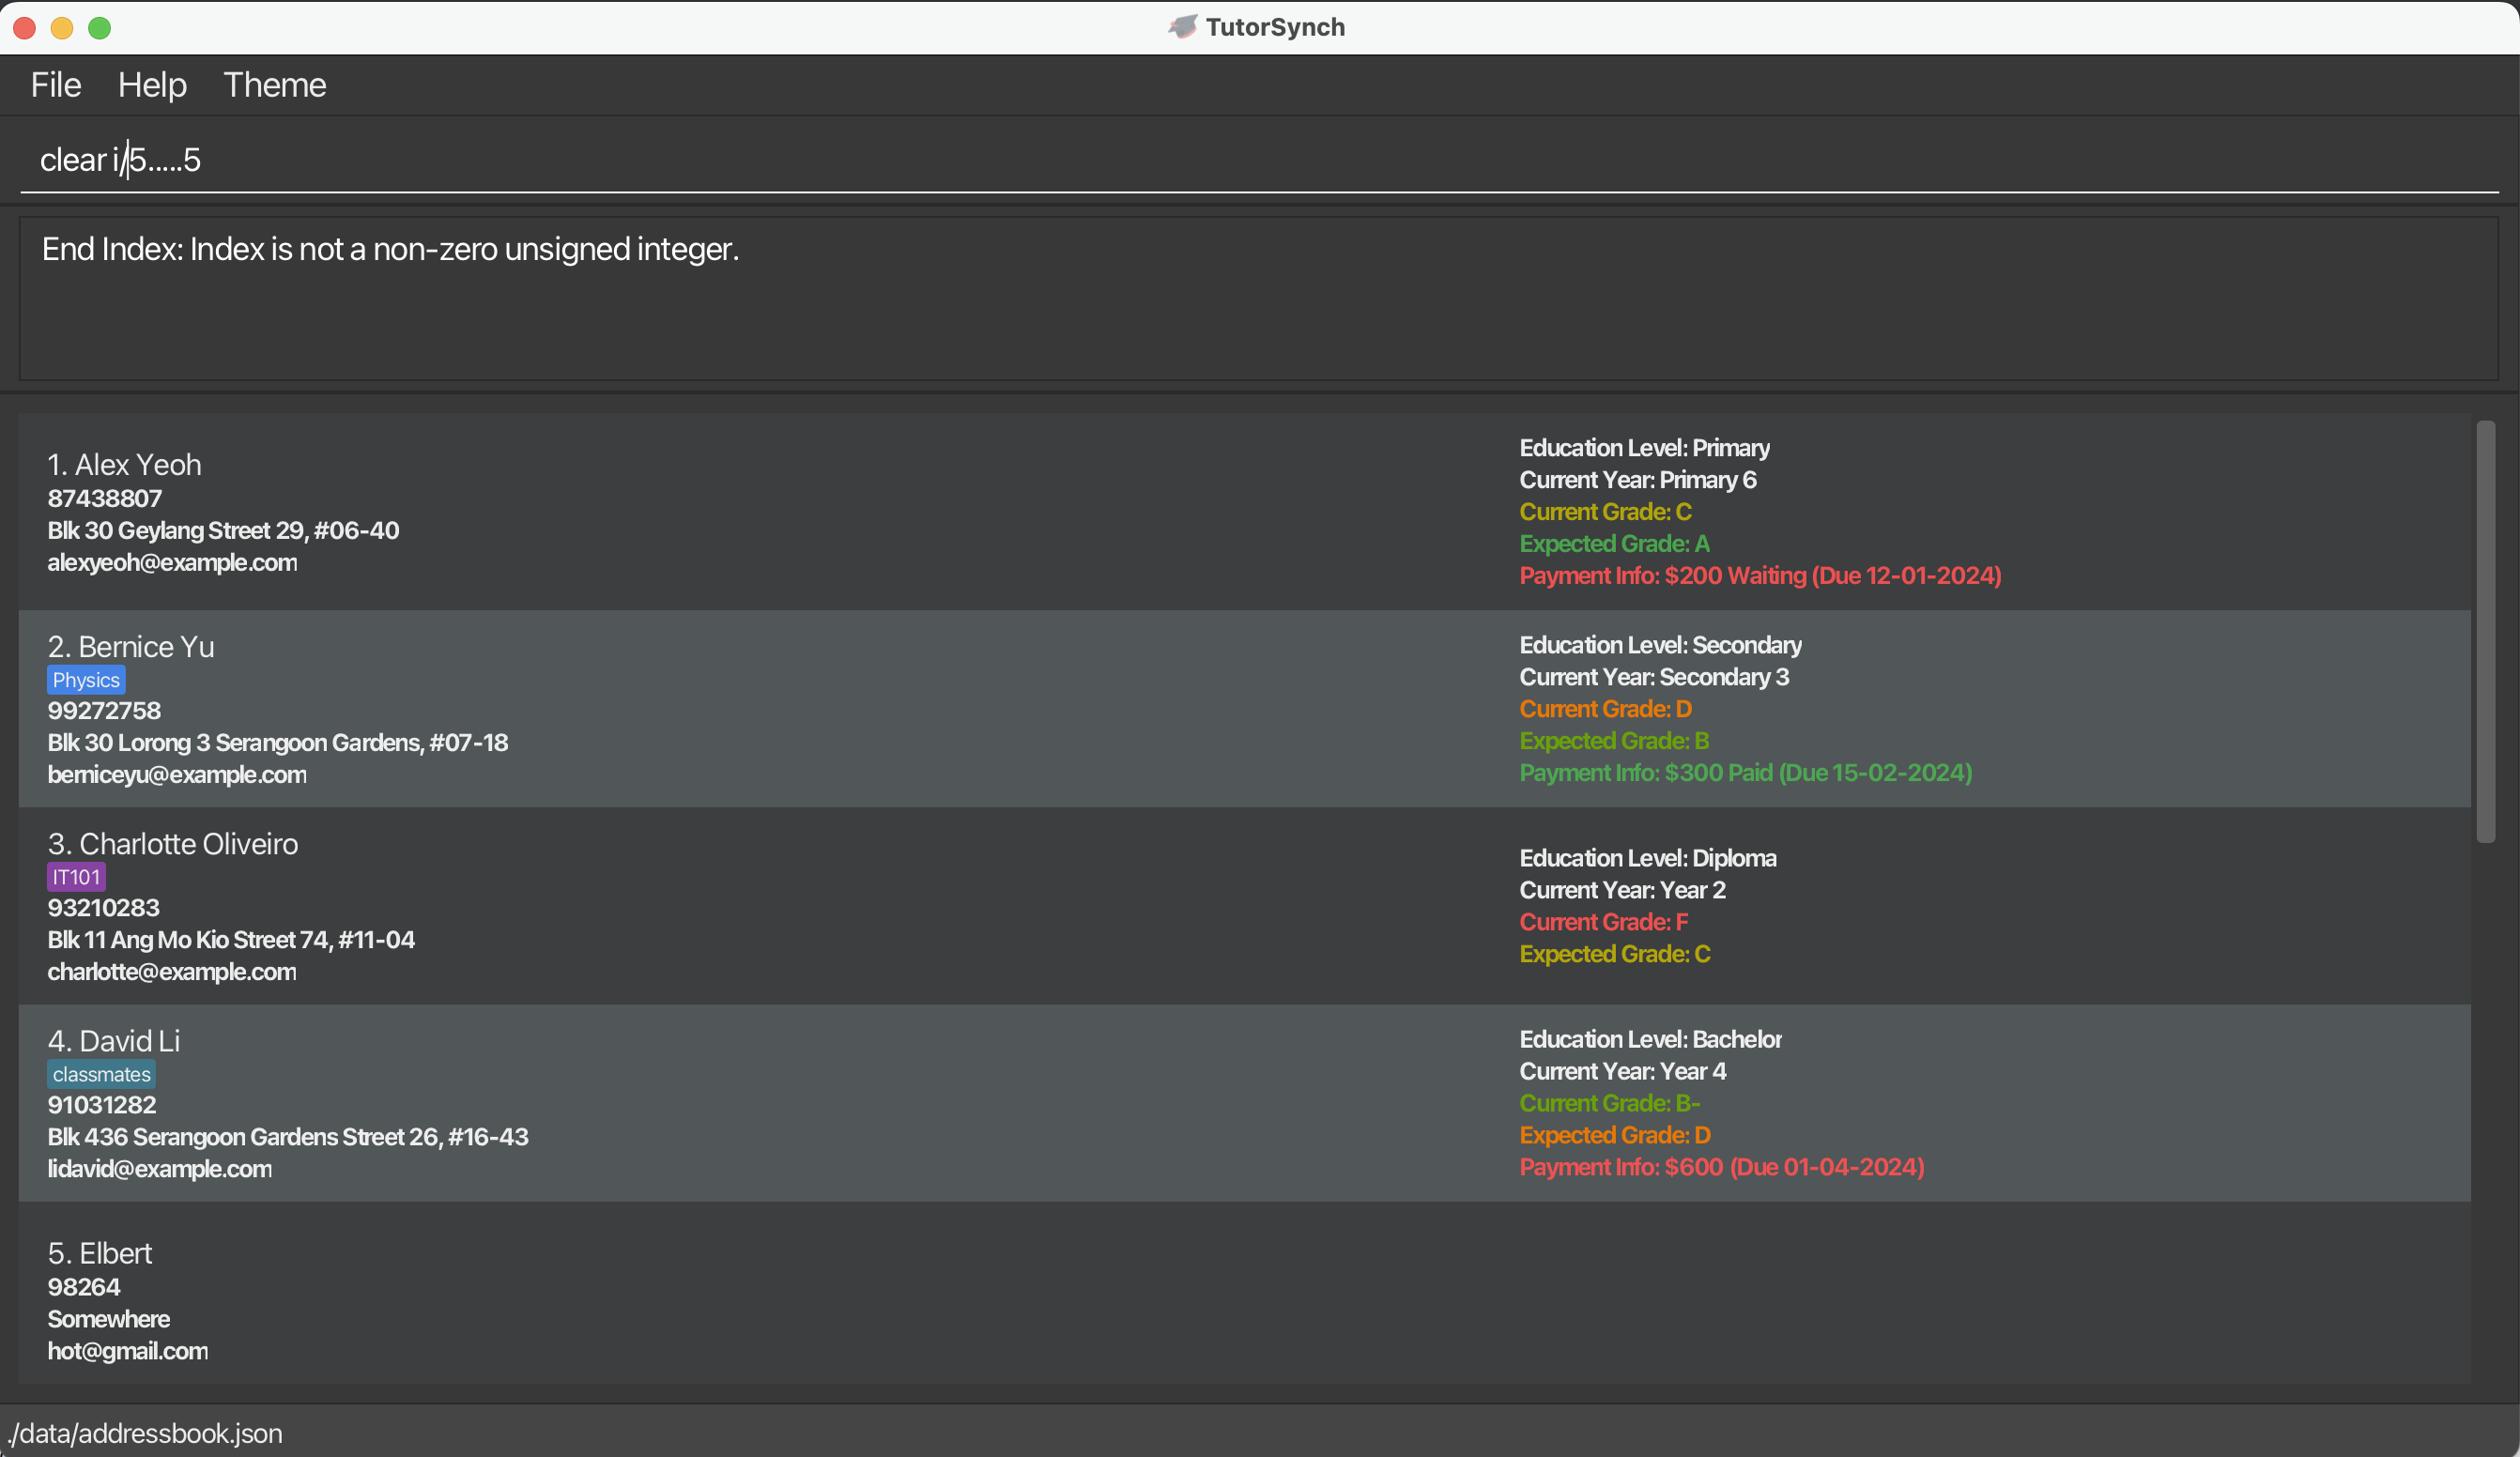 TutorSynch
File Help Theme
clear i/5.....5
End Index: Index is not a non-zero unsigned integer.
1. Alex Yeoh
87438807
Blk 30 Geylang Street 29, #06-40
alexyeoh@example.com
Education Level: Primary
Current Year: Primary 6
Current Grade: C
Expected Grade: A
Payment Info: $200 Waiting (Due 12-01-2024)
2. Bernice Yu
Physics
99272758
Blk 30 Lorong 3 Serangoon Gardens, #07-18
berniceyu@example.com
Education Level: Secondary
Current Year: Secondary 3
Current Grade: D
Expected Grade: B
Payment Info: $300 Paid (Due 15-02-2024)
3. Charlotte Oliveiro
IT101
93210283
Blk 11 Ang Mo Kio Street 74, #11-04
charlotte@example.com
Education Level: Diploma
Current Year: Year 2
Current Grade: F
Expected Grade: C
4. David Li
classmates
91031282
Blk 436 Serangoon Gardens Street 26, #16-43
lidavid@example.com
Education Level: Bachelor
Current Year: Year 4
Current Grade: B-
Expected Grade: D
Payment Info: $600 (Due 01-04-2024)
5. Elbert
98264
Somewhere
hot@gmail.com
./data/addressbook.json